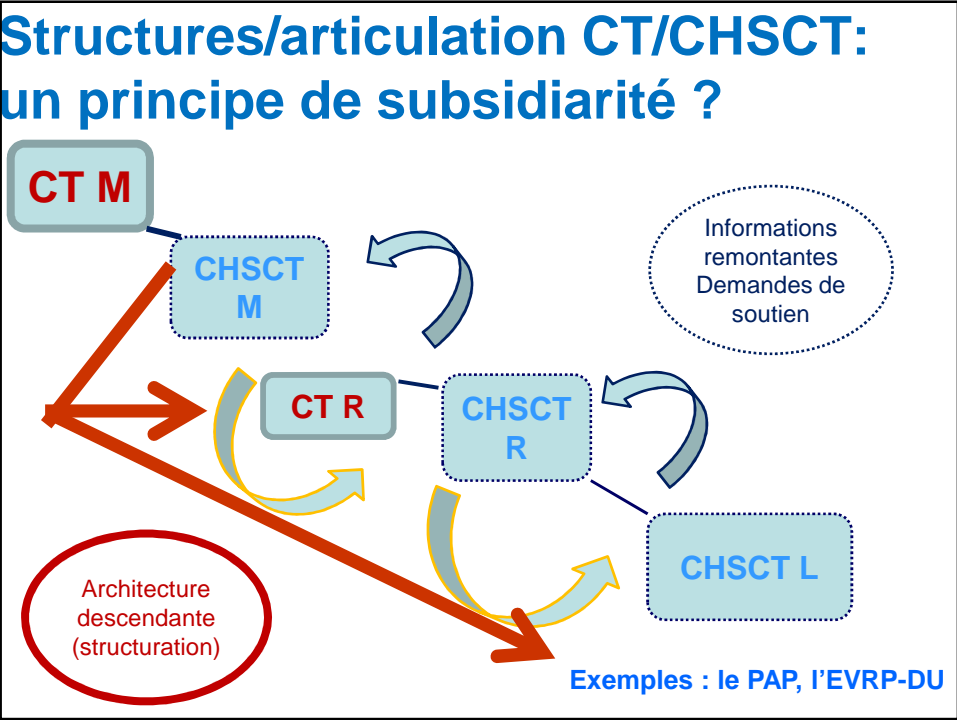 Structures/articulation CT/CHSCT:
un principe de subsidiarité ?
CT M
CHSCT
M
Informations
remontantes
Demandes de
soutien
CT R
CHSCT
R
CHSCT L
Architecture
descendante
(structuration)
Exemples : le PAP, l'EVRP-DU